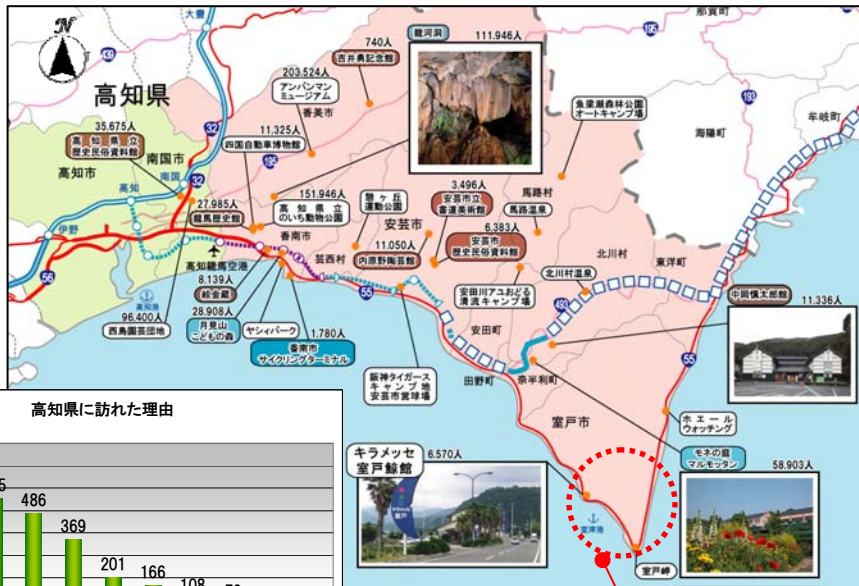 N
大豊
那賀町
195
193
牟岐町
海陽町
高知県
740人
吉井勇記念館
龍河洞
111.946人
203.524人
アンパンマン
ミュージアム
香美市
魚梁瀬森林公園
オートキャンプ場
32
35.675人
高知県立
歴史民俗資料館
南国市
高知市
南国
32
高知
11.325人
四国自動車博物館
195
27.985人
龍馬歴史館
151.946人
高知県立
のいち動物公園
憩ヶ丘
運動公園
3,496人
安芸市立
書道美術館
馬路村
馬路温泉
安芸市
6.383人
安芸市
歴史民俗資料館
11.050人
内原野陶芸館
香南市
芸西村
伊野
56
高知龍馬空港
高知港
8.139人
絵金蔵
28.908人
月見山
こどもの森
96.400人
西島園芸団地
ヤシィパーク
1.780人
香南市
サイクリングターミナル
55
安田川アユおどる
清流キャンプ場
北川村
北川村温泉
東洋町
493
中岡慎太郎館
11.336人
安田町
田野町
奈半利町
阪神タイガース
キャンプ地
安芸市営球場
55
室戸市
ホエール
ウォッチング
モネの庭
マルモッタン
58.903人
キラメッセ
室戸鯨館
6.570人
室津港
室戸岬
高知県に訪れた理由
5
486
369
201
166
108